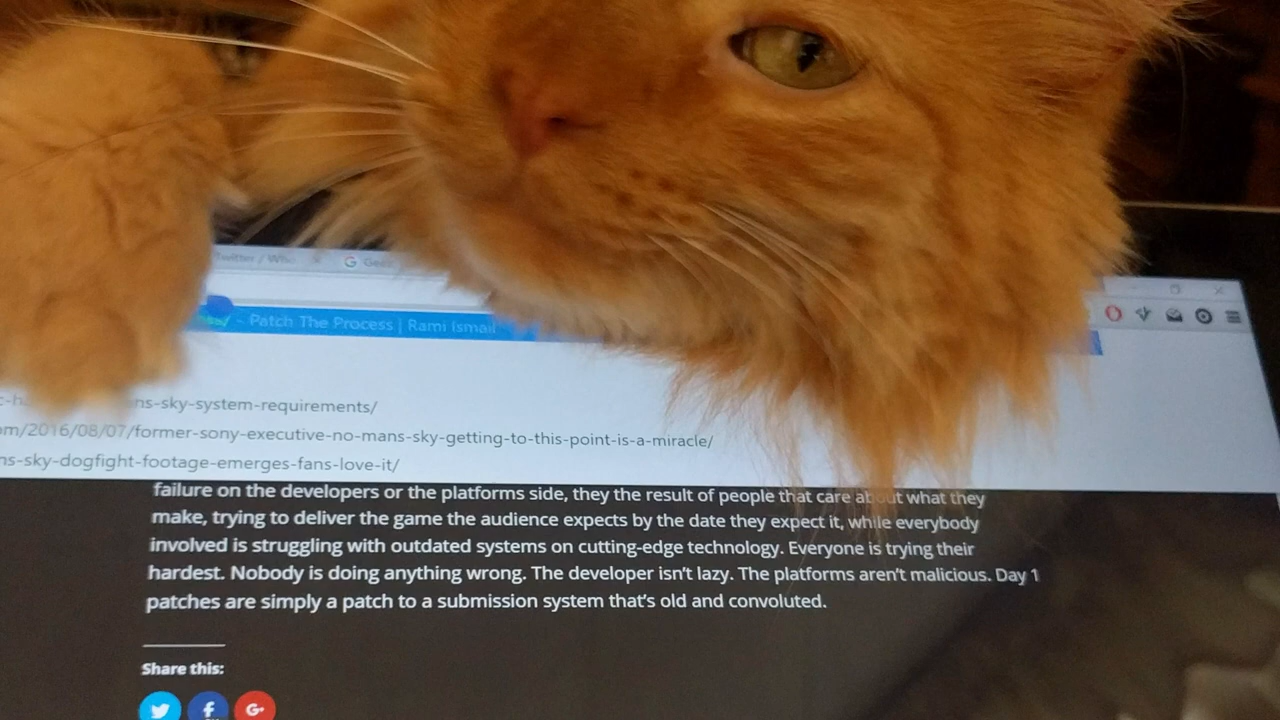 Twitter / Who
G
- Patch The Process | Rami Ismail
ns-sky-system-requirements/
om/2016/08/07/former-sony-executive-no-mans-sky-getting-to-this-point-is-a-miracle/
ns-sky-dogfight-footage-emerges-fans-love-it/
failure on the developers or the platforms side, they the result of people that care about what they
make, trying to deliver the game the audience expects by the date they expect it, while everybody
involved is struggling with outdated systems on cutting-edge technology. Everyone is trying their
hardest. Nobody is doing anything wrong. The developer isn't lazy. The platforms aren't malicious. Day 1
patches are simply a patch to a submission system that's old and convoluted.
Share this:
f G+